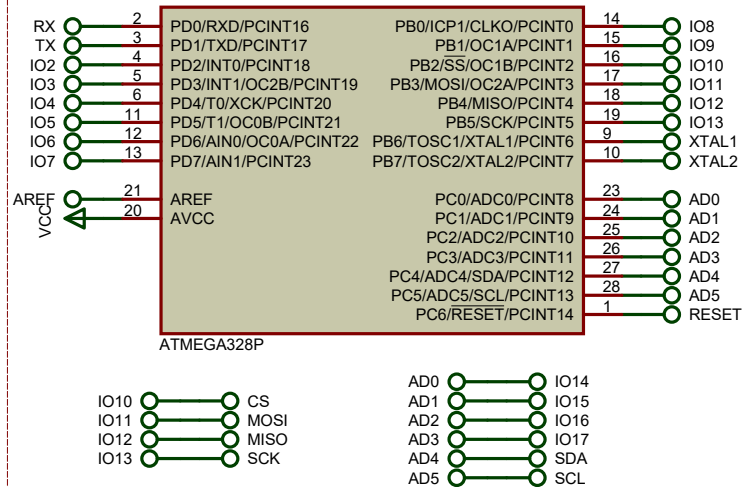 RX 2 PD0/RXD/PCINT16 PB0/ICP1/CLKO/PCINT0 14 IO8
TX 3 PD1/TXD/PCINT17 PB1/OC1A/PCINT1 15 IO9
IO2 4 PD2/INT0/PCINT18 PB2/SS/OC1B/PCINT2 16 IO10
IO3 5 PD3/INT1/OC2B/PCINT19 PB3/MOSI/OC2A/PCINT3 17 IO11
IO4 6 PD4/T0/XCK/PCINT20 PB4/MISO/PCINT4 18 IO12
IO5 11 PD5/T1/OC0B/PCINT21 PB5/SCK/PCINT5 19 IO13
IO6 12 PD6/AIN0/OC0A/PCINT22 PB6/TOSC1/XTAL1/PCINT6 9 XTAL1
IO7 13 PD7/AIN1/PCINT23 PB7/TOSC2/XTAL2/PCINT7 10 XTAL2
AREF 21 AREF PC0/ADC0/PCINT8 23 AD0
VCC 20 AVCC PC1/ADC1/PCINT9 24 AD1
PC2/ADC2/PCINT10 25 AD2
PC3/ADC3/PCINT11 26 AD3
PC4/ADC4/SDA/PCINT12 27 AD4
PC5/ADC5/SCL/PCINT13 28 AD5
PC6/RESET/PCINT14 1 RESET
ATMEGA328P
IO10 CS
IO11 MOSI
IO12 MISO
IO13 SCK
AD0 IO14
AD1 IO15
AD2 IO16
AD3 IO17
AD4 SDA
AD5 SCL